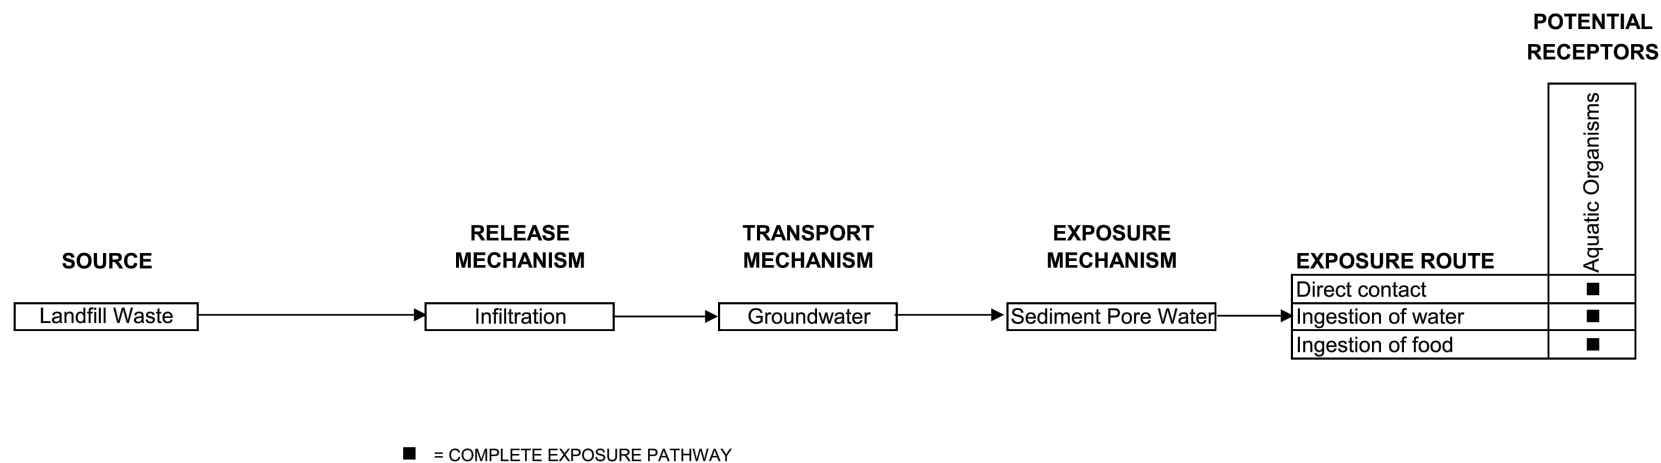 POTENTIAL
RECEPTORS
Aquatic Organisms
SOURCE
RELEASE
MECHANISM
TRANSPORT
MECHANISM
EXPOSURE
MECHANISM
EXPOSURE ROUTE
Landfill Waste
Infiltration
Groundwater
Sediment Pore Water
Direct contact ■
Ingestion of water ■
Ingestion of food ■
■ = COMPLETE EXPOSURE PATHWAY